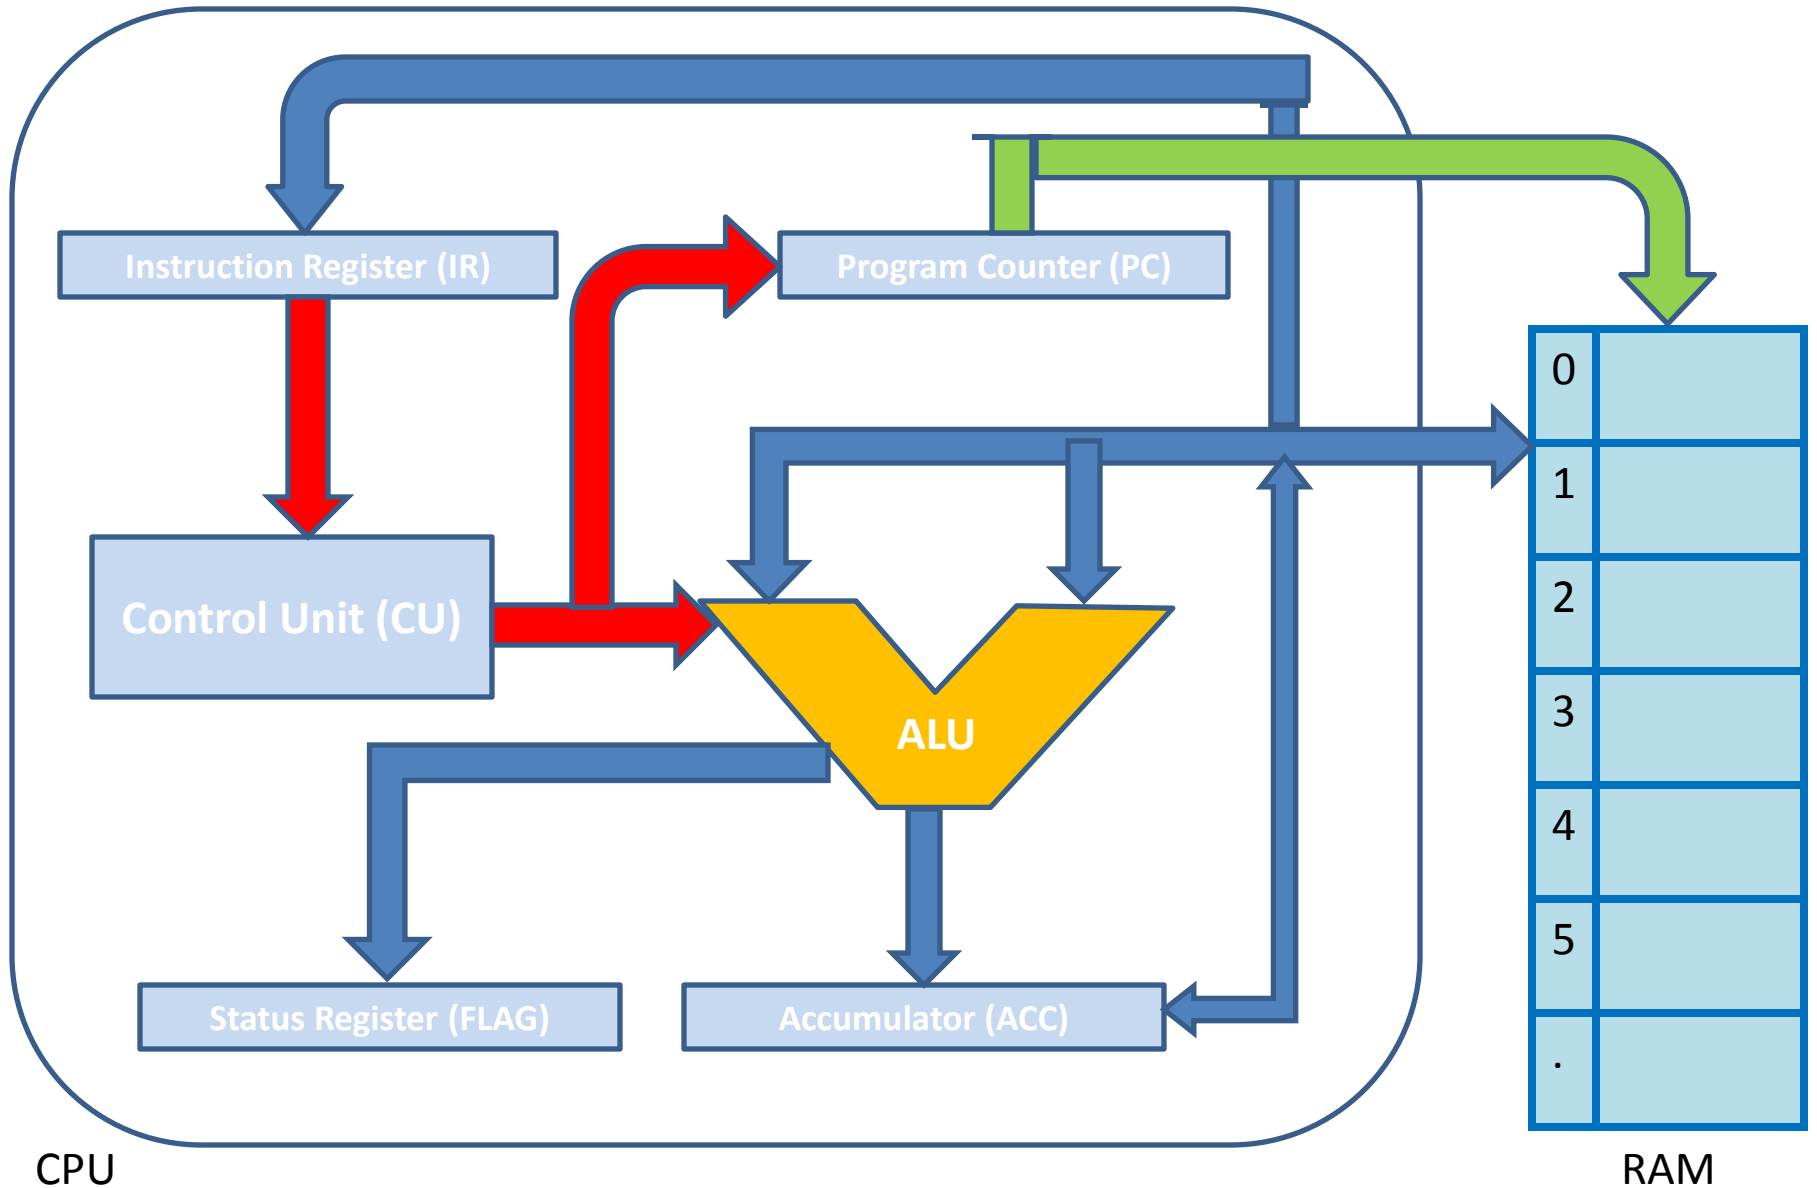 Instruction Register (IR)
Program Counter (PC)
Control Unit (CU)
ALU
Status Register (FLAG)
Accumulator (ACC)
0
1
2
3
4
5
.
CPU
RAM